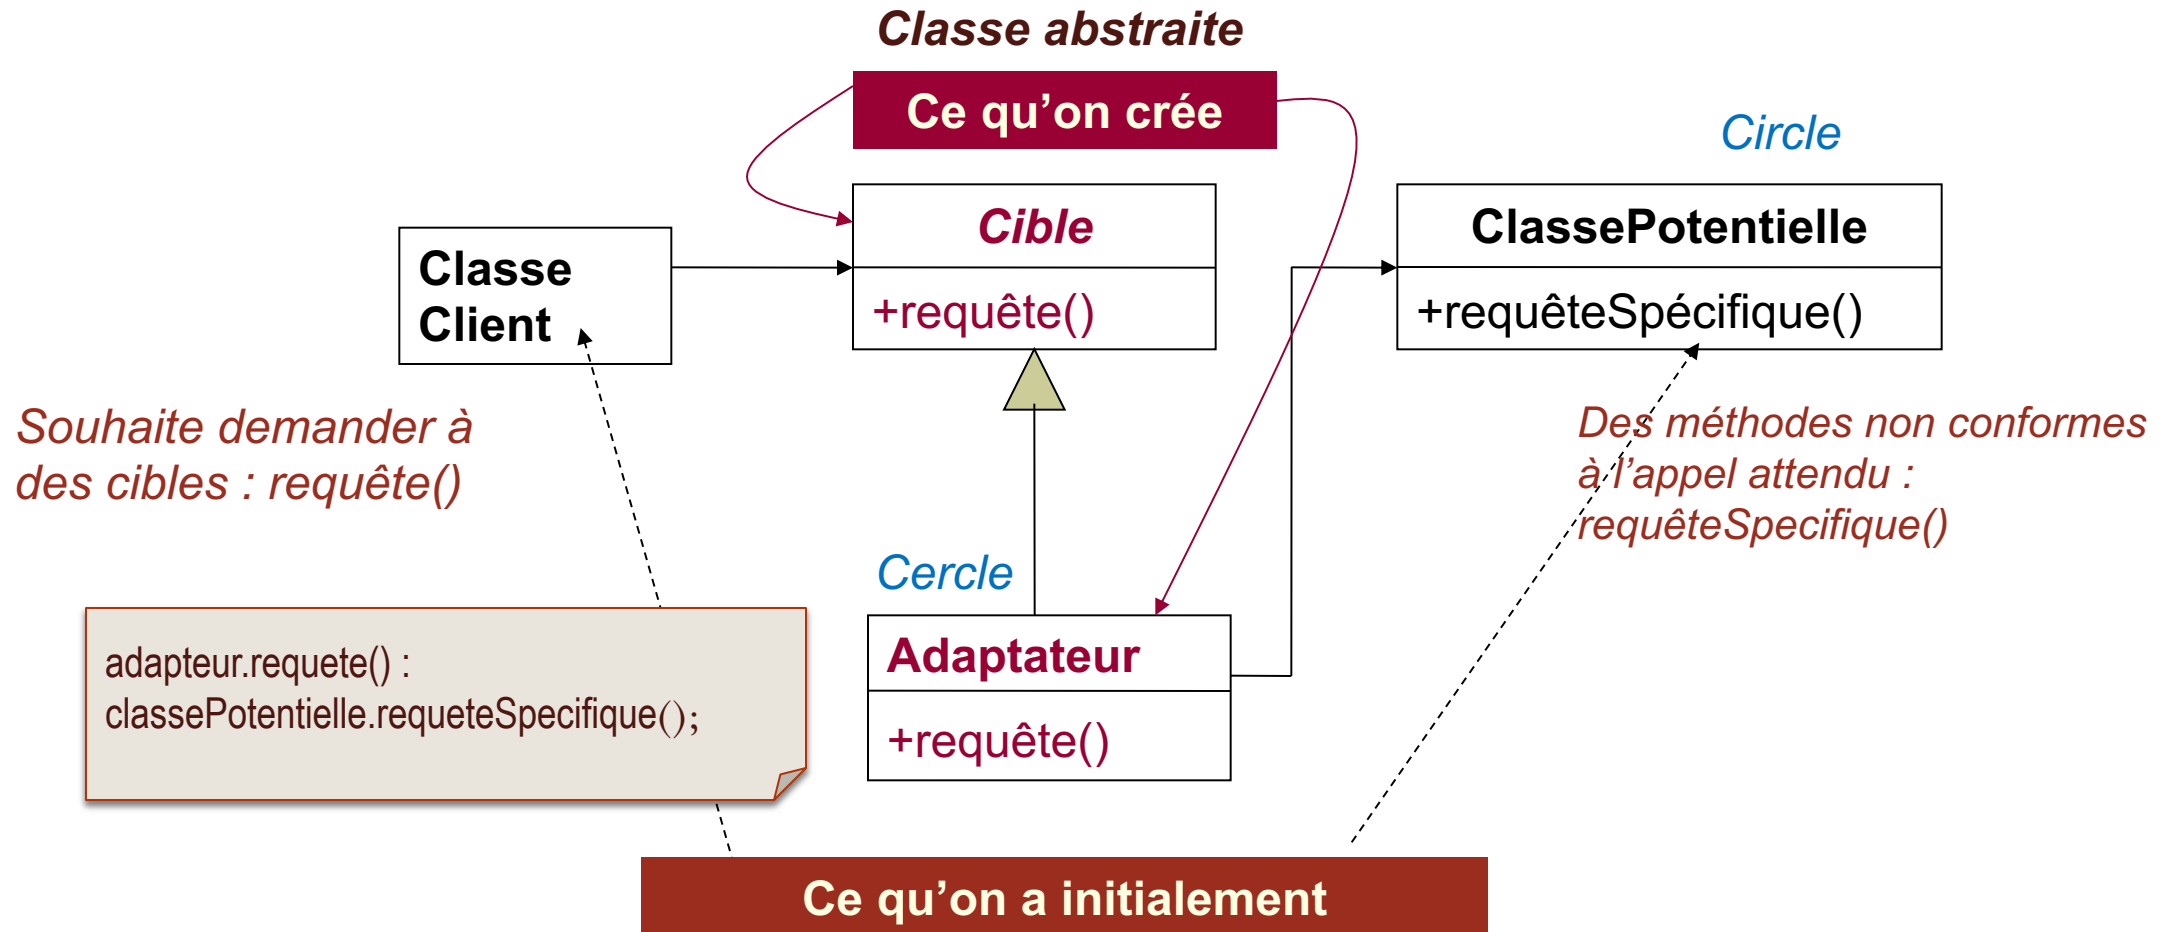 Classe abstraite
Ce qu’on crée
Circle
Cible
+requête()
ClassePotentielle
+requêteSpécifique()
Classe
Client
Souhaite demander à
des cibles : requête()
Des méthodes non conformes
à l’appel attendu :
requêteSpecifique()
Cercle
Adaptateur
+requête()
adapteur.requete() :
classePotentielle.requeteSpecifique();
Ce qu’on a initialement